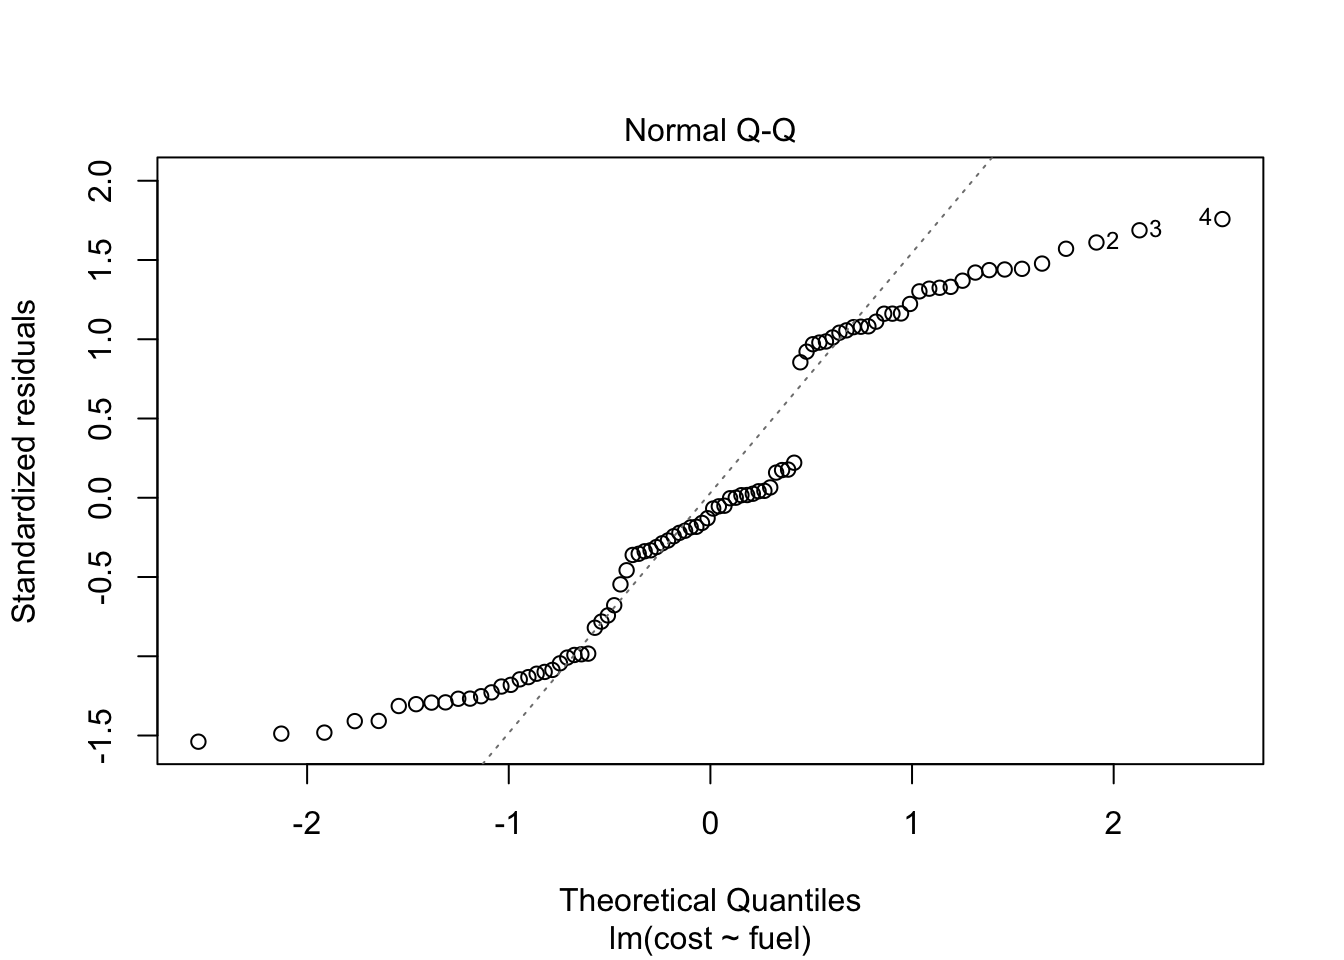 Normal Q-Q
Standardized residuals
2.0
1.5
1.0
0.5
0.0
-0.5
-1.5
4
3
2
-2 -1 0 1 2
Theoretical Quantiles
lm(cost ~ fuel)